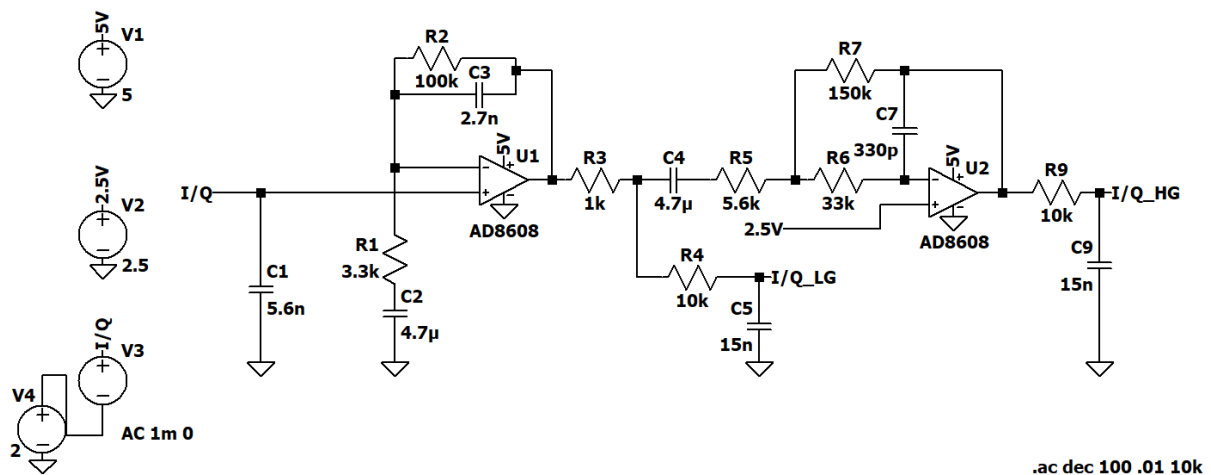 5V
V1
5
2.5V
V2
2.5
I/Q
V3
AC 1m 0
V4
2
I/Q
C1
5.6n
R2
100k
C3
2.7n
5V
U1
AD8608
R1
3.3k
C2
4.7µ
R3
1k
C4
4.7µ
R5
5.6k
R4
10k
I/Q_LG
C5
15n
R7
150k
C7
330p
R6
33k
2.5V
5V
U2
AD8608
R9
10k
I/Q_HG
C9
15n
.ac dec 100 .01 10k